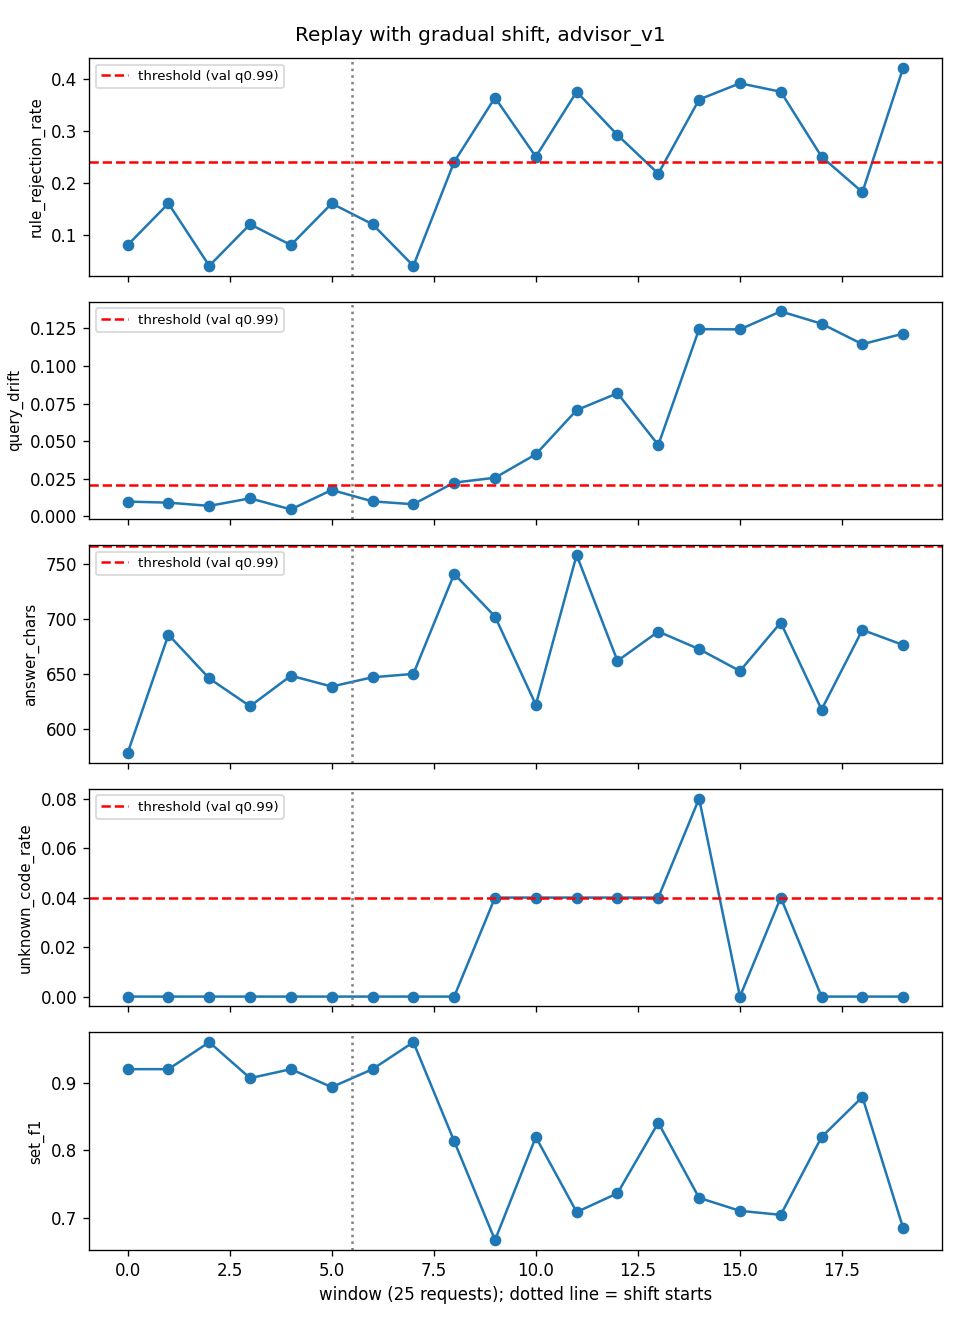 Replay with gradual shift, advisor_v1
threshold (val q0.99)
rule_rejection_rate
0.4
0.3
0.2
0.1
threshold (val q0.99)
query_drift
0.125
0.100
0.075
0.050
0.025
0.000
threshold (val q0.99)
answer_chars
750
700
650
600
threshold (val q0.99)
unknown_code_rate
0.08
0.06
0.04
0.02
0.00
set_f1
0.9
0.8
0.7
0.0 2.5 5.0 7.5 10.0 12.5 15.0 17.5
window (25 requests); dotted line = shift starts